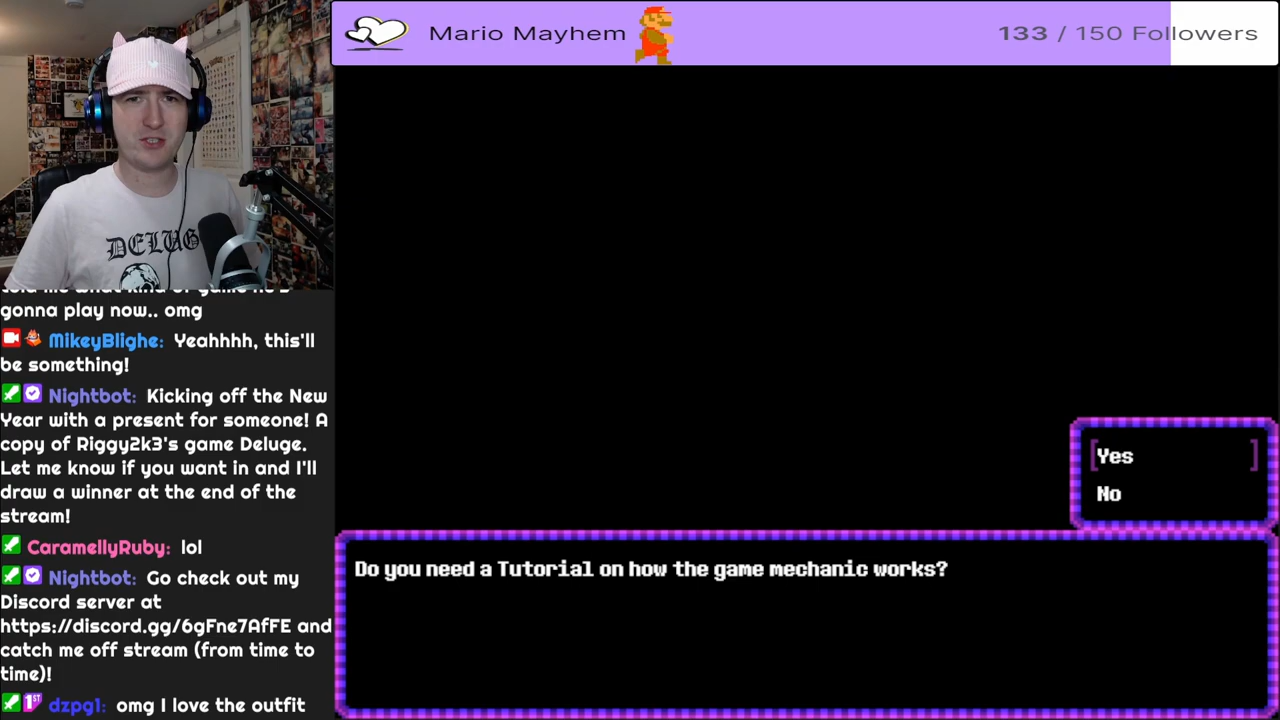 Mario Mayhem
133 / 150 Followers
DELUG
gonna play now.. omg
MikeyBlighe: Yeahhhh, this'll
be something!
Nightbot: Kicking off the New
Year with a present for someone! A
copy of Riggy2k3's game Deluge.
Let me know if you want in and I'll
draw a winner at the end of the
stream!
CaramellyRuby: lol
Nightbot: Go check out my
Discord server at
https://discord.gg/6gFne7AfFE and
catch me off stream (from time to
time)!
1ST
dzpg1: omg I love the outfit
Yes
No
Do you need a Tutorial on how the game mechanic works?